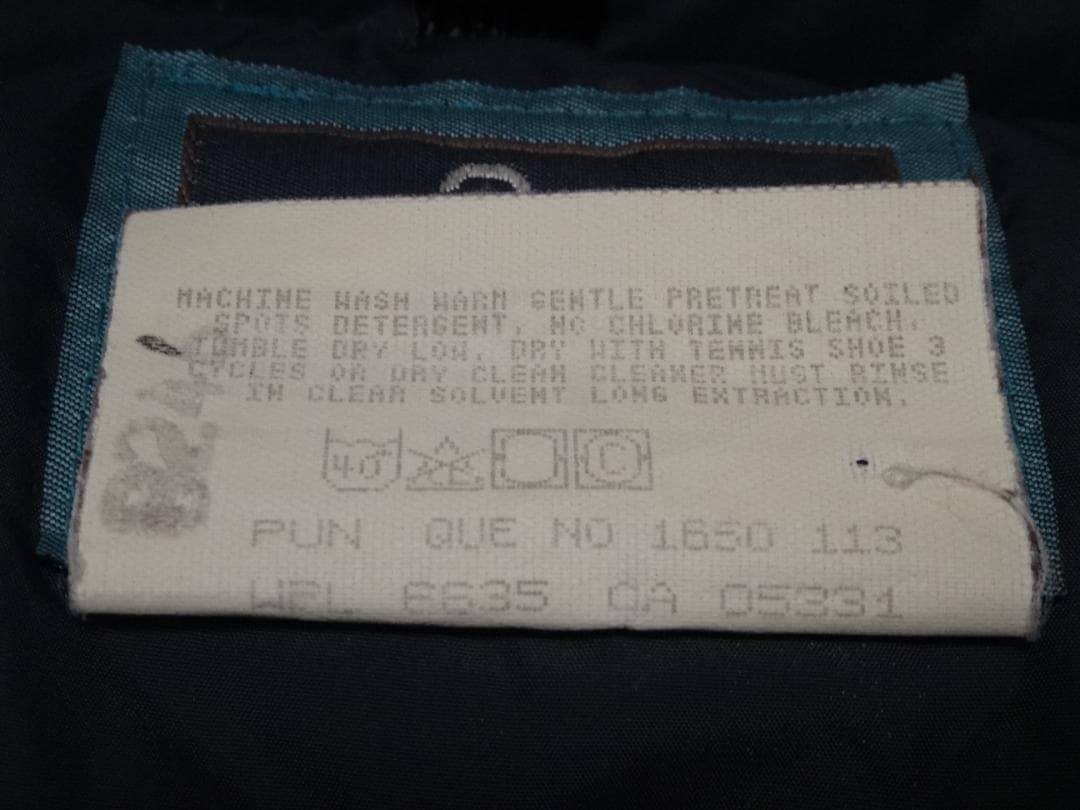 MACHINE WASH WARM GENTLE PRETREAT SOILED
SPOTS DETERGENT. NO CHLORINE BLEACH.
TUMBLE DRY LOW. DRY WITH TENNIS SHOE 3
CYCLES OR DRY CLEAN CLEANER MUST RINSE
IN CLEAR SOLVENT LONG EXTRACTION.
40° C
PUN QUE NO 1650 113
WPL 6635 CA 05331